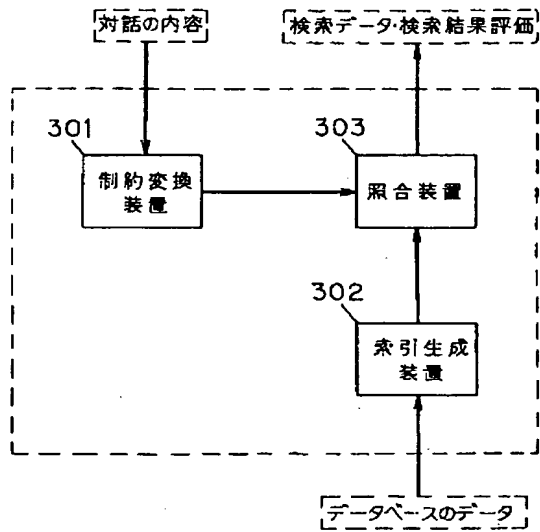 対話の内容
検索データ・検索結果評価
301
制約変換
装置
303
照合装置
302
索引生成
装置
データベースのデータ